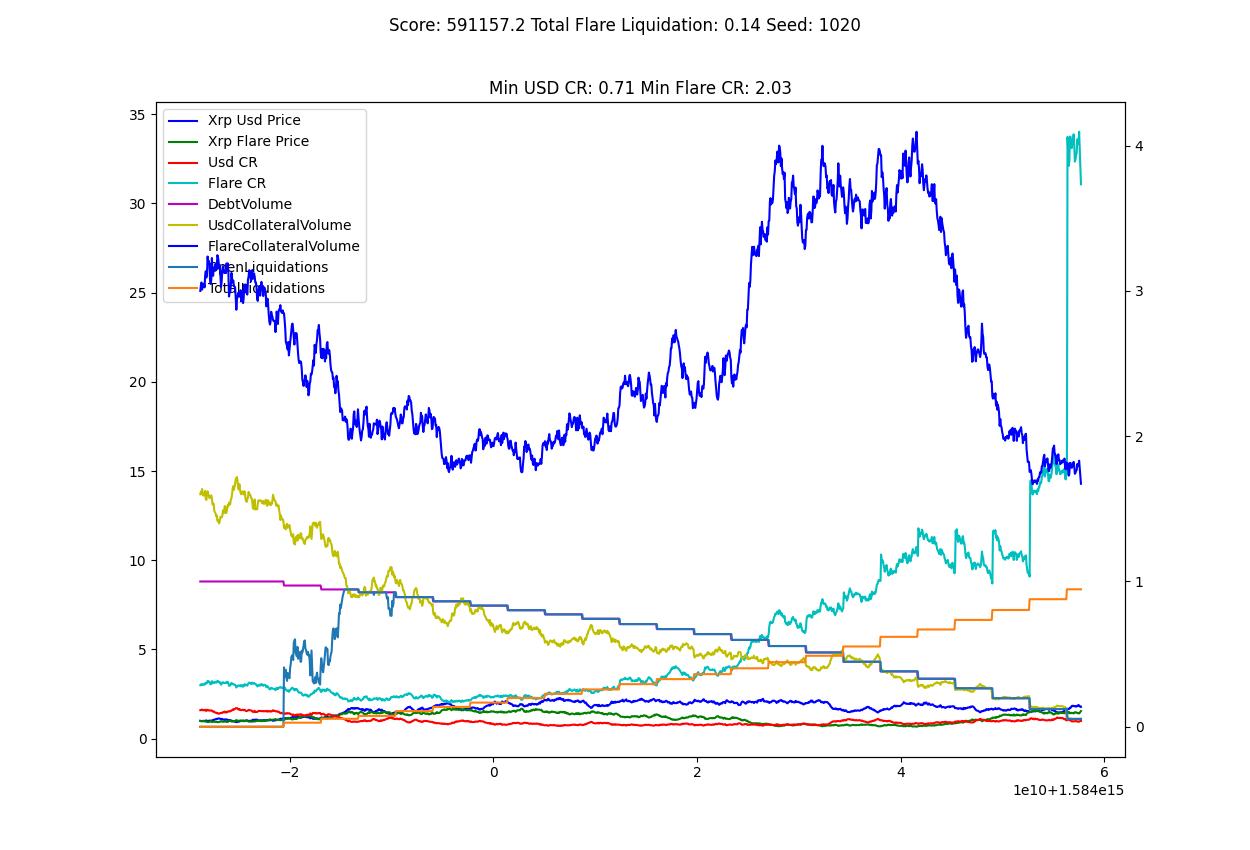 Score: 591157.2 Total Flare Liquidation: 0.14 Seed: 1020
Min USD CR: 0.71 Min Flare CR: 2.03
Xrp Usd Price
Xrp Flare Price
Usd CR
Flare CR
DebtVolume
UsdCollateralVolume
FlareCollateralVolume
OpenLiquidations
TotalLiquidations
35
30
25
20
15
10
5
0
4
3
2
1
0
−2
0
2
4
6
1e10+1.584e15